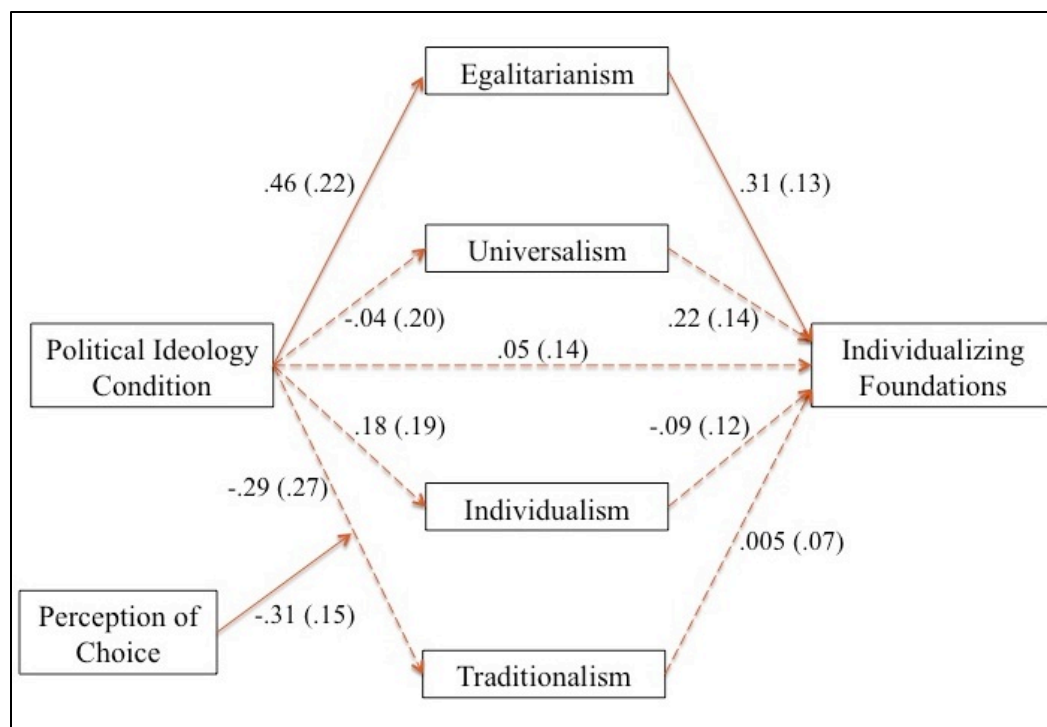 Egalitarianism
.46 (.22)
.31 (.13)
Universalism
-.04 (.20)
.22 (.14)
Political Ideology
Condition
.05 (.14)
Individualizing
Foundations
.18 (.19)
-.09 (.12)
-.29 (.27)
Individualism
.005 (.07)
Perception of
Choice
-.31 (.15)
Traditionalism